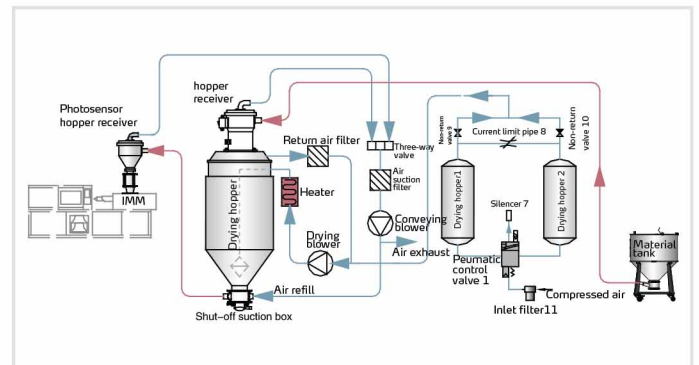 Photosensor
hopper receiver
IMM
hopper
receiver
Return air filter
Heater
Drying hopper
Drying
blower
Air refill
Shut-off suction box
Three-way
valve
Air
suction
filter
Conveying
blower
Air exhaust
Non-return
valve 9
Current limit pipe 8
Non-return
valve 10
Drying hopper1
Drying hopper 2
Silencer 7
Peumatic
control
valve 1
Compressed air
Inlet filter11
Material
tank